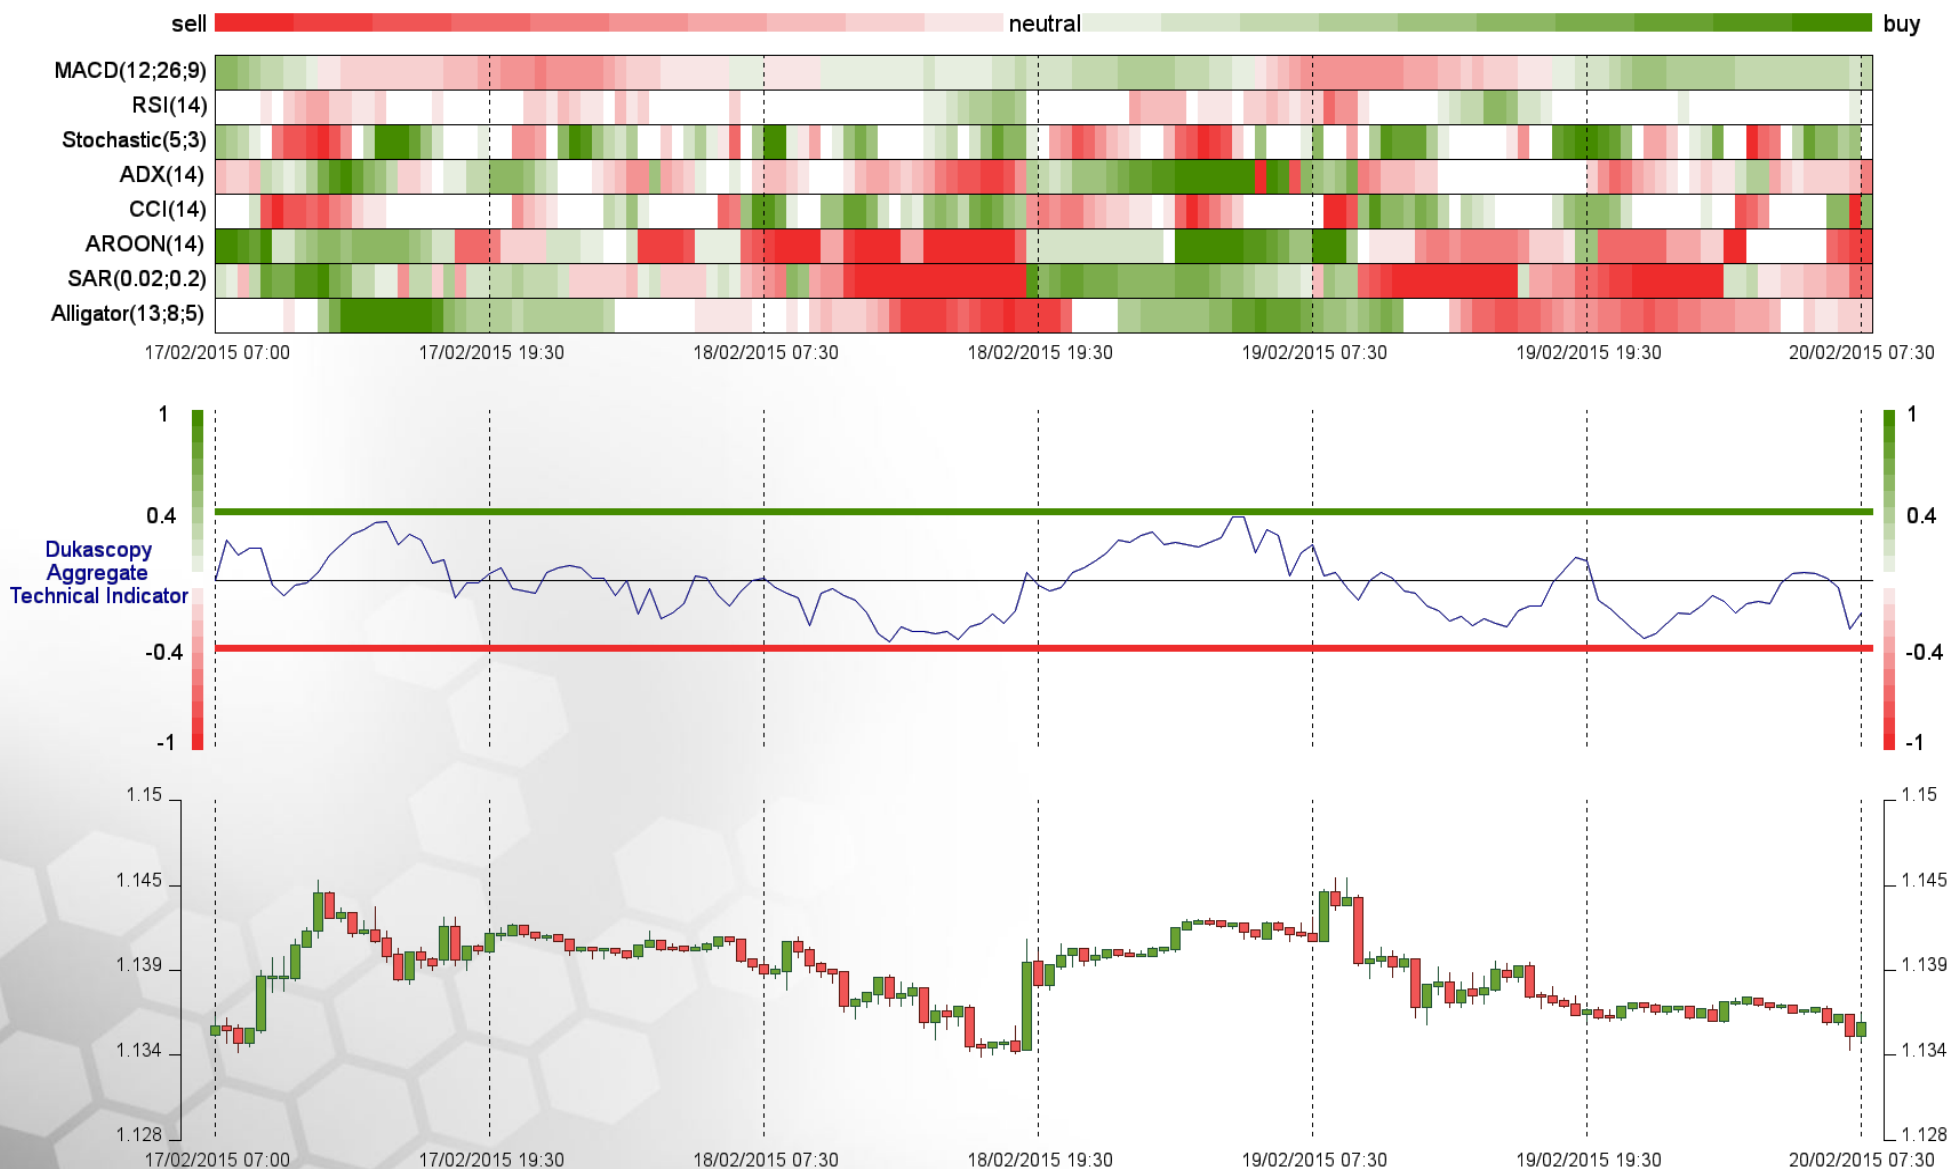 sell neutral buy
MACD(12;26;9)
RSI(14)
Stochastic(5;3)
ADX(14)
CCI(14)
AROON(14)
SAR(0.02;0.2)
Alligator(13;8;5)
17/02/2015 07:00 17/02/2015 19:30 18/02/2015 07:30 18/02/2015 19:30 19/02/2015 07:30 19/02/2015 19:30 20/02/2015 07:30
1 1
0.4 0.4
Dukascopy
Aggregate
Technical Indicator
-0.4 -0.4
-1 -1
1.15 1.15
1.145 1.145
1.139 1.139
1.134 1.134
1.128 1.128
17/02/2015 07:00 17/02/2015 19:30 18/02/2015 07:30 18/02/2015 19:30 19/02/2015 07:30 19/02/2015 19:30 20/02/2015 07:30